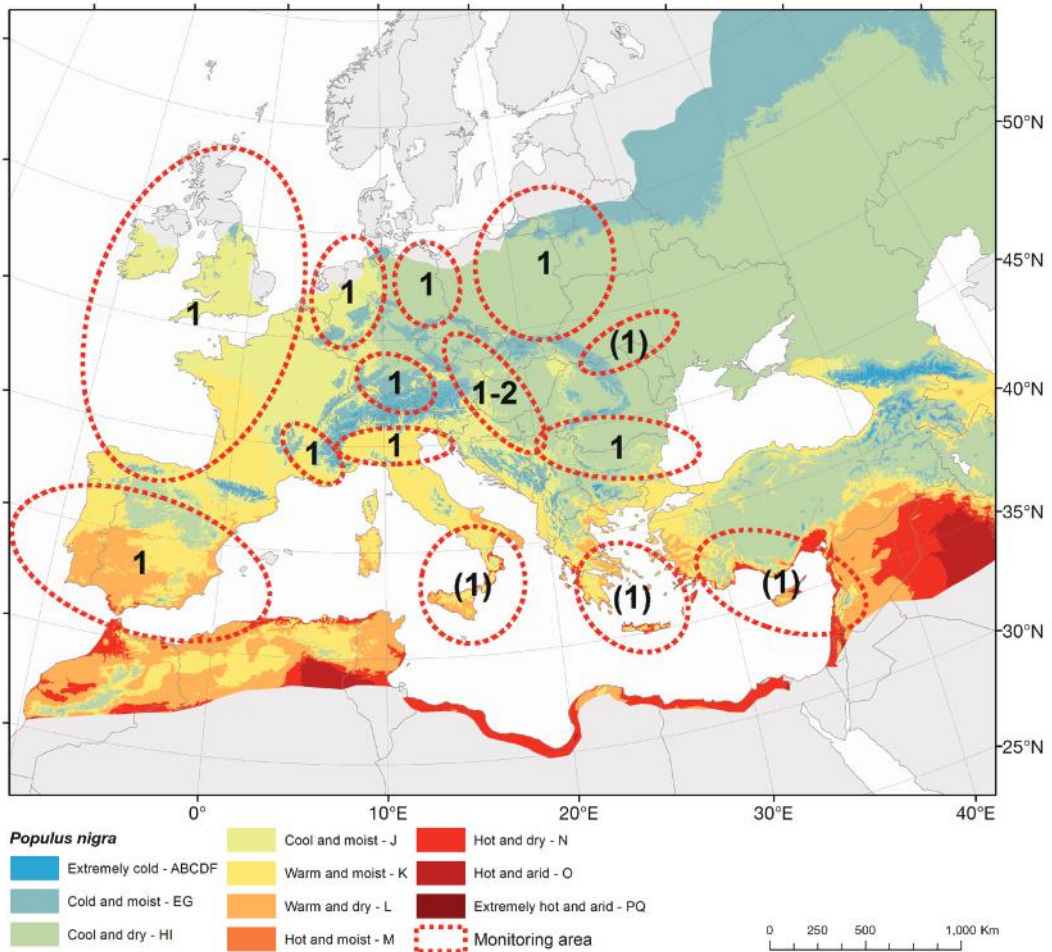 50°N
45°N
40°N
35°N
30°N
25°N
1
1
1
1
(1)
1
1-2
1
1
1
1
(1)
(1)
(1)
0°
10°E
20°E
30°E
40°E
Populus nigra
Extremely cold - ABCDF
Cold and moist - EG
Cool and dry - HI
Cool and moist - J
Warm and moist - K
Warm and dry - L
Hot and moist - M
Hot and dry - N
Hot and arid - O
Extremely hot and arid - PQ
Monitoring area
0 250 500 1,000 Km